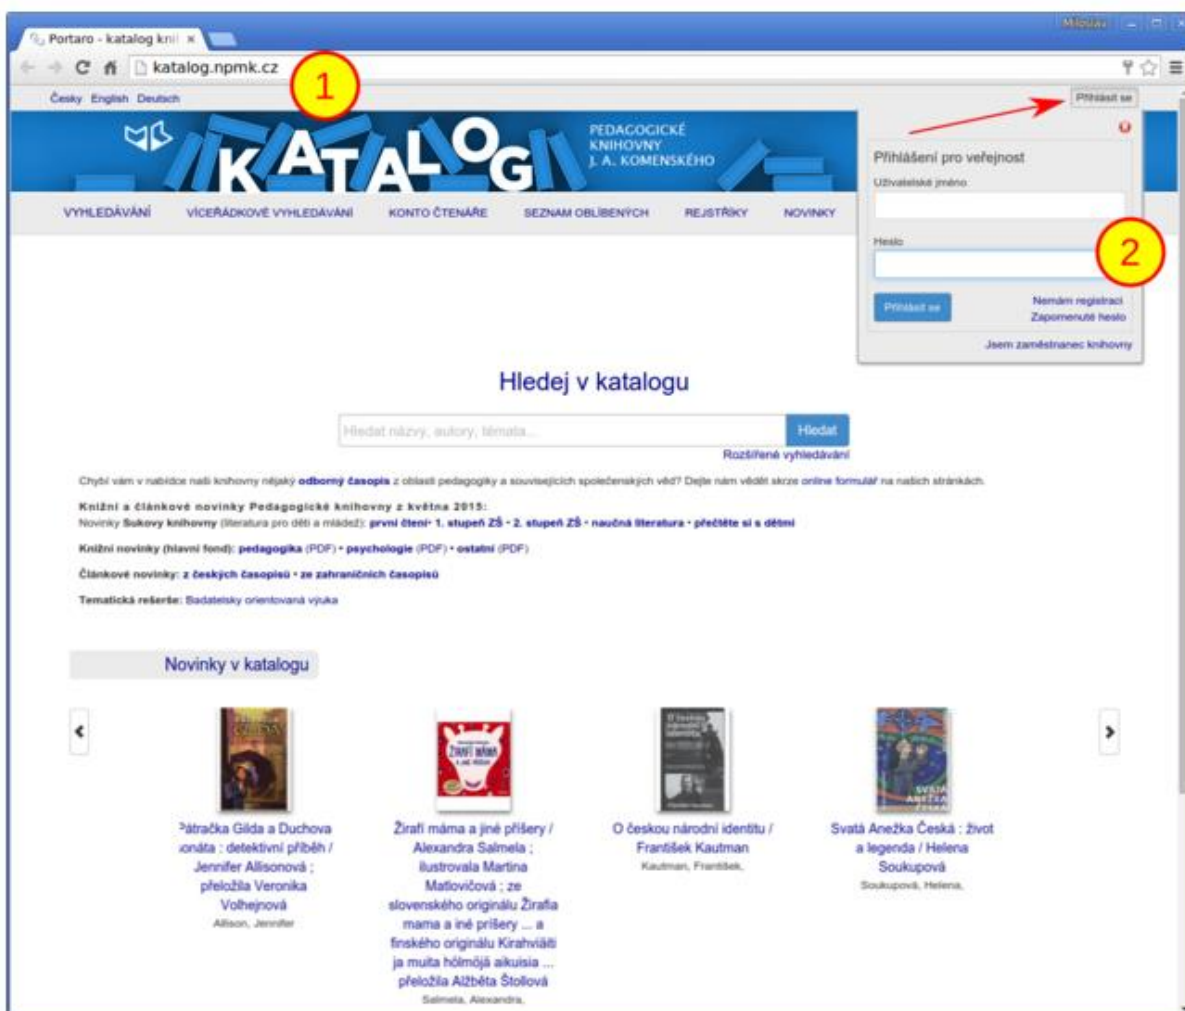 Miloslav
Portaro - katalog kni
katalog.npmk.cz
1
Česky English Deutsch
Přihlásit se
KATALOG
PEDAGOGICKÉ
KNIHOVNY
J. A. KOMENSKÉHO
Přihlášení pro veřejnost
Uživatelské jméno
VYHLEDÁVÁNÍ VÍCEŘÁDKOVÉ VYHLEDÁVÁNÍ KONTO ČTENÁŘE SEZNAM OBLÍBENÝCH REJSTŘÍKY NOVINKY
Heslo
2
Přihlásit se
Nemám registraci
Zapomenuté heslo
Jsem zaměstnanec knihovny
Hledej v katalogu
Hledat názvy, autory, témata...
Hledat
Rozšířené vyhledávání
Chybí vám v nabídce naší knihovny nějaký odborný časopis z oblasti pedagogiky a souvisejících společenských věd? Dejte nám vědět skrze online formulář na našich stránkách.
Knižní a článkové novinky Pedagogické knihovny z května 2015:
Novinky Sukovy knihovny (literatura pro děti a mládež): první čtení• 1. stupeň ZŠ • 2. stupeň ZŠ • naučná literatura • přečtěte si s dětmi
Knižní novinky (hlavní fond): pedagogika (PDF) • psychologie (PDF) • ostatní (PDF)
Článkové novinky: z českých časopisů • ze zahraničních časopisů
Tematická rešerše: Badatelsky orientovaná výuka
Novinky v katalogu
ŽIRAFÍ MÁMA
SVATÁ
ANEŽKA
ČESKÁ
Pátračka Gilda a Duchova
sonáta : detektivní příběh /
Jennifer Allisonová ;
přeložila Veronika
Volhejnová
Allison, Jennifer
Žirafí máma a jiné příšery /
Alexandra Salmela ;
ilustrovala Martina
Matlovičová ; ze
slovenského originálu Žirafia
mama a iné príšery ... a
finského originálu Kirahviäiti
ja muita hölmöjä aikuisia ...
přeložila Alžběta Štollová
Salmela, Alexandra,
O českou národní identitu /
František Kautman
Kautman, František,
Svatá Anežka Česká : život
a legenda / Helena
Soukupová
Soukupová, Helena,